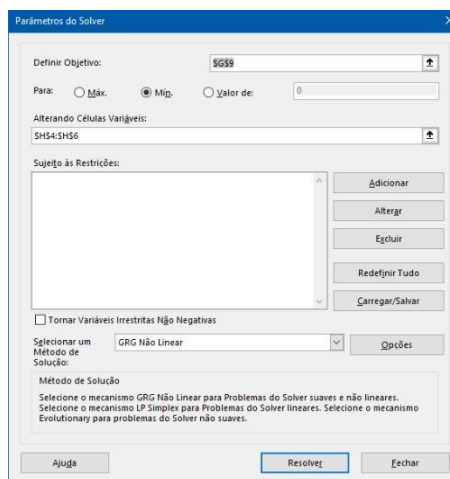 Parâmetros do Solver
Definir Objetivo: $G$9
Para: Máx. Mín. Valor de: 0
Alterando Células Variáveis:
$H$4:$H$6
Sujeito às Restrições:
Adicionar
Alterar
Excluir
Redefinir Tudo
Carregar/Salvar
Tornar Variáveis Irrestritas Não Negativas
Selecionar um
Método de
Solução:
GRG Não Linear
Opções
Método de Solução
Selecione o mecanismo GRG Não Linear para Problemas do Solver suaves e não lineares.
Selecione o mecanismo LP Simplex para Problemas do Solver lineares. Selecione o mecanismo
Evolutionary para problemas do Solver não suaves.
Ajuda Resolver Fechar